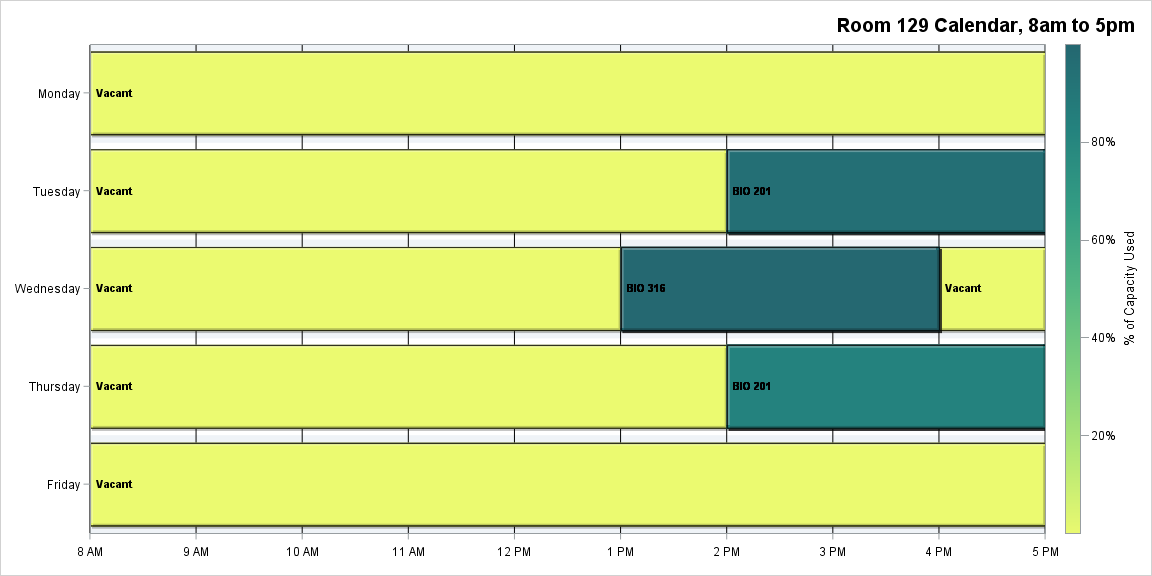 Room 129 Calendar, 8am to 5pm
Monday
Vacant
Tuesday
Vacant
BIO 201
Wednesday
Vacant
BIO 316
Vacant
Thursday
Vacant
BIO 201
Friday
Vacant
8 AM
9 AM
10 AM
11 AM
12 PM
1 PM
2 PM
3 PM
4 PM
5 PM
80%
60%
40%
20%
% of Capacity Used